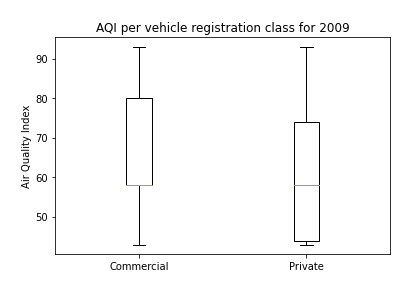 AQI per vehicle registration class for 2009
Air Quality Index
90
80
70
60
50
Commercial
Private